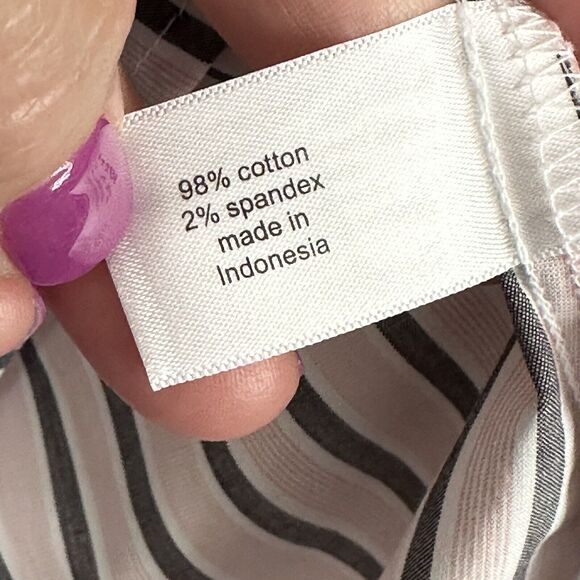 98% cotton
2% spandex
made in
Indonesia